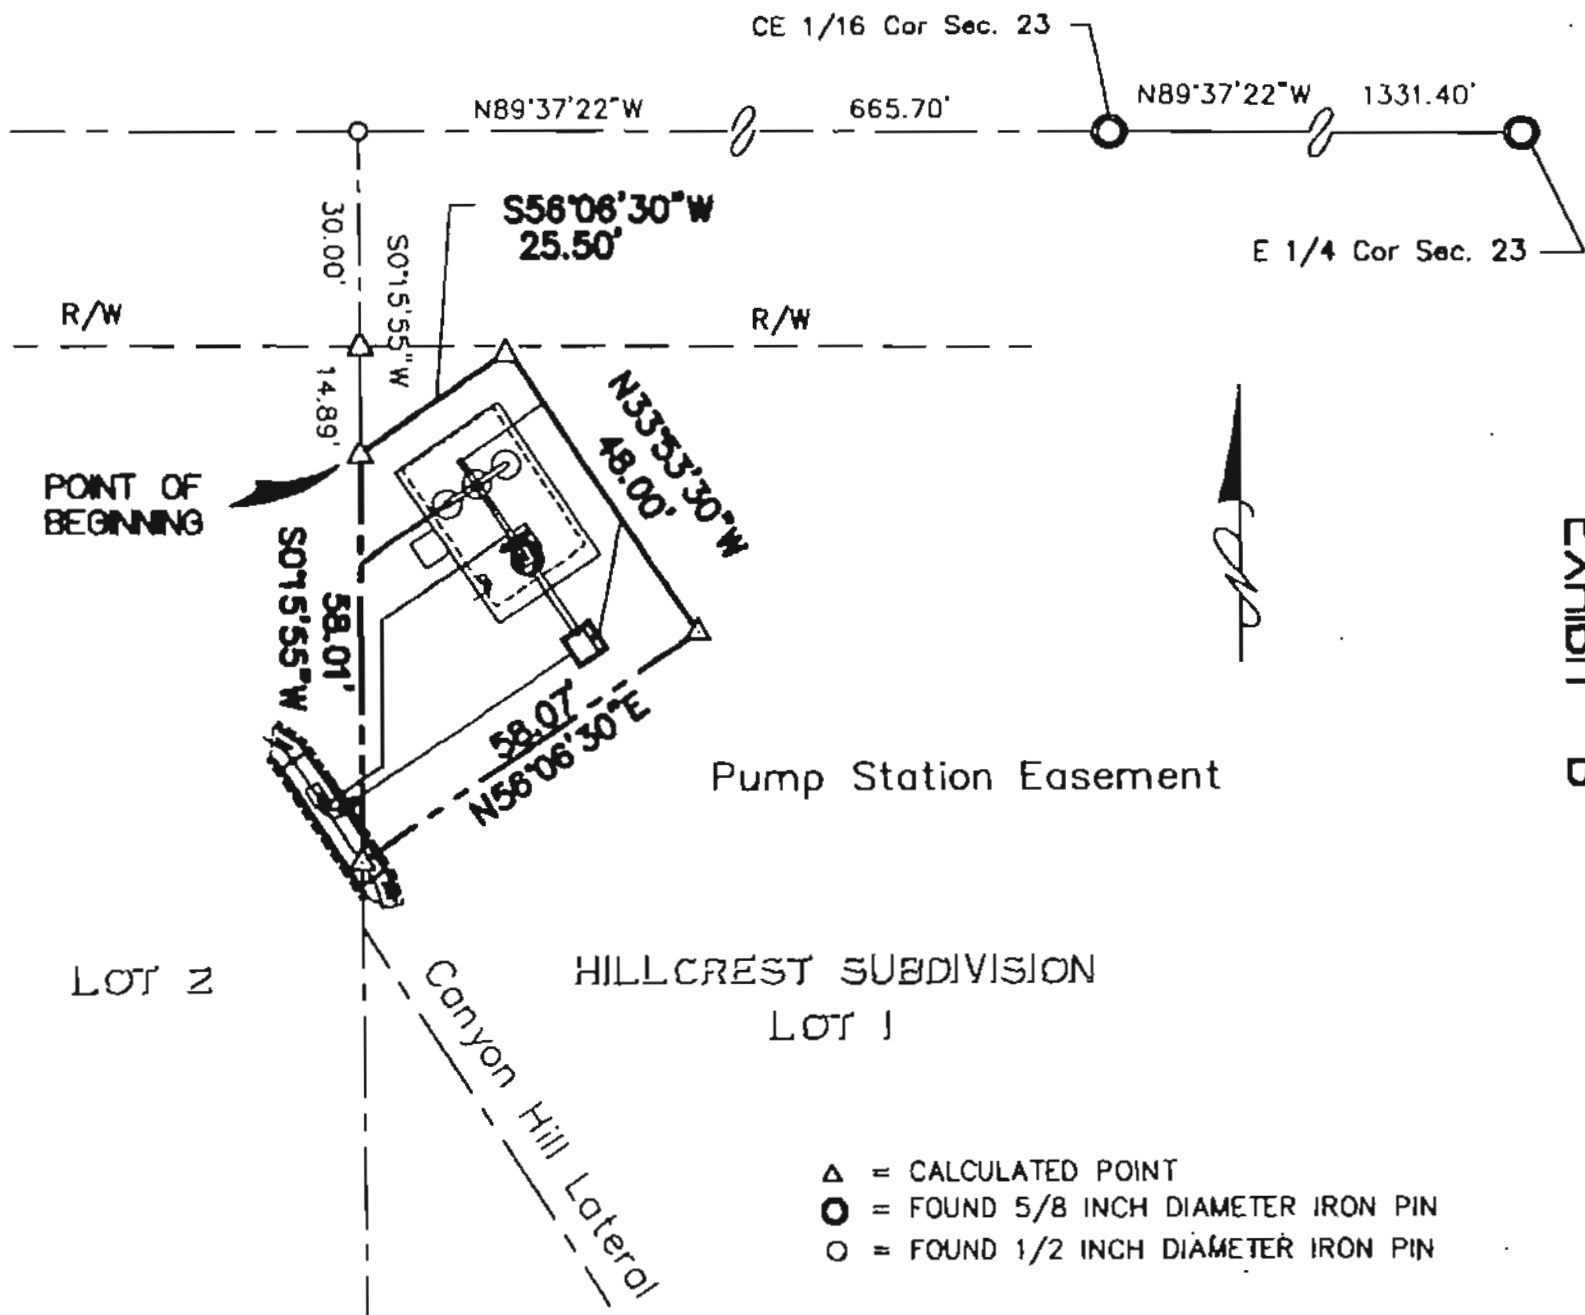 CE 1/16 Cor Sec. 23
N89°37'22"W 665.70'
N89°37'22"W 1331.40'
E 1/4 Cor Sec. 23
30.00'
S0°15'55"W
S56°06'30"W
25.50'
R/W
R/W
14.89'
N33°53'30"W
48.00'
POINT OF
BEGINNING
58.01'
S0°15'55"W
58.07'
N56°06'30"E
Pump Station Easement
EXHIBIT B
LOT 2
HILLCREST SUBDIVISION
LOT 1
Canyon Hill Lateral
△ = CALCULATED POINT
O = FOUND 5/8 INCH DIAMETER IRON PIN
○ = FOUND 1/2 INCH DIAMETER IRON PIN